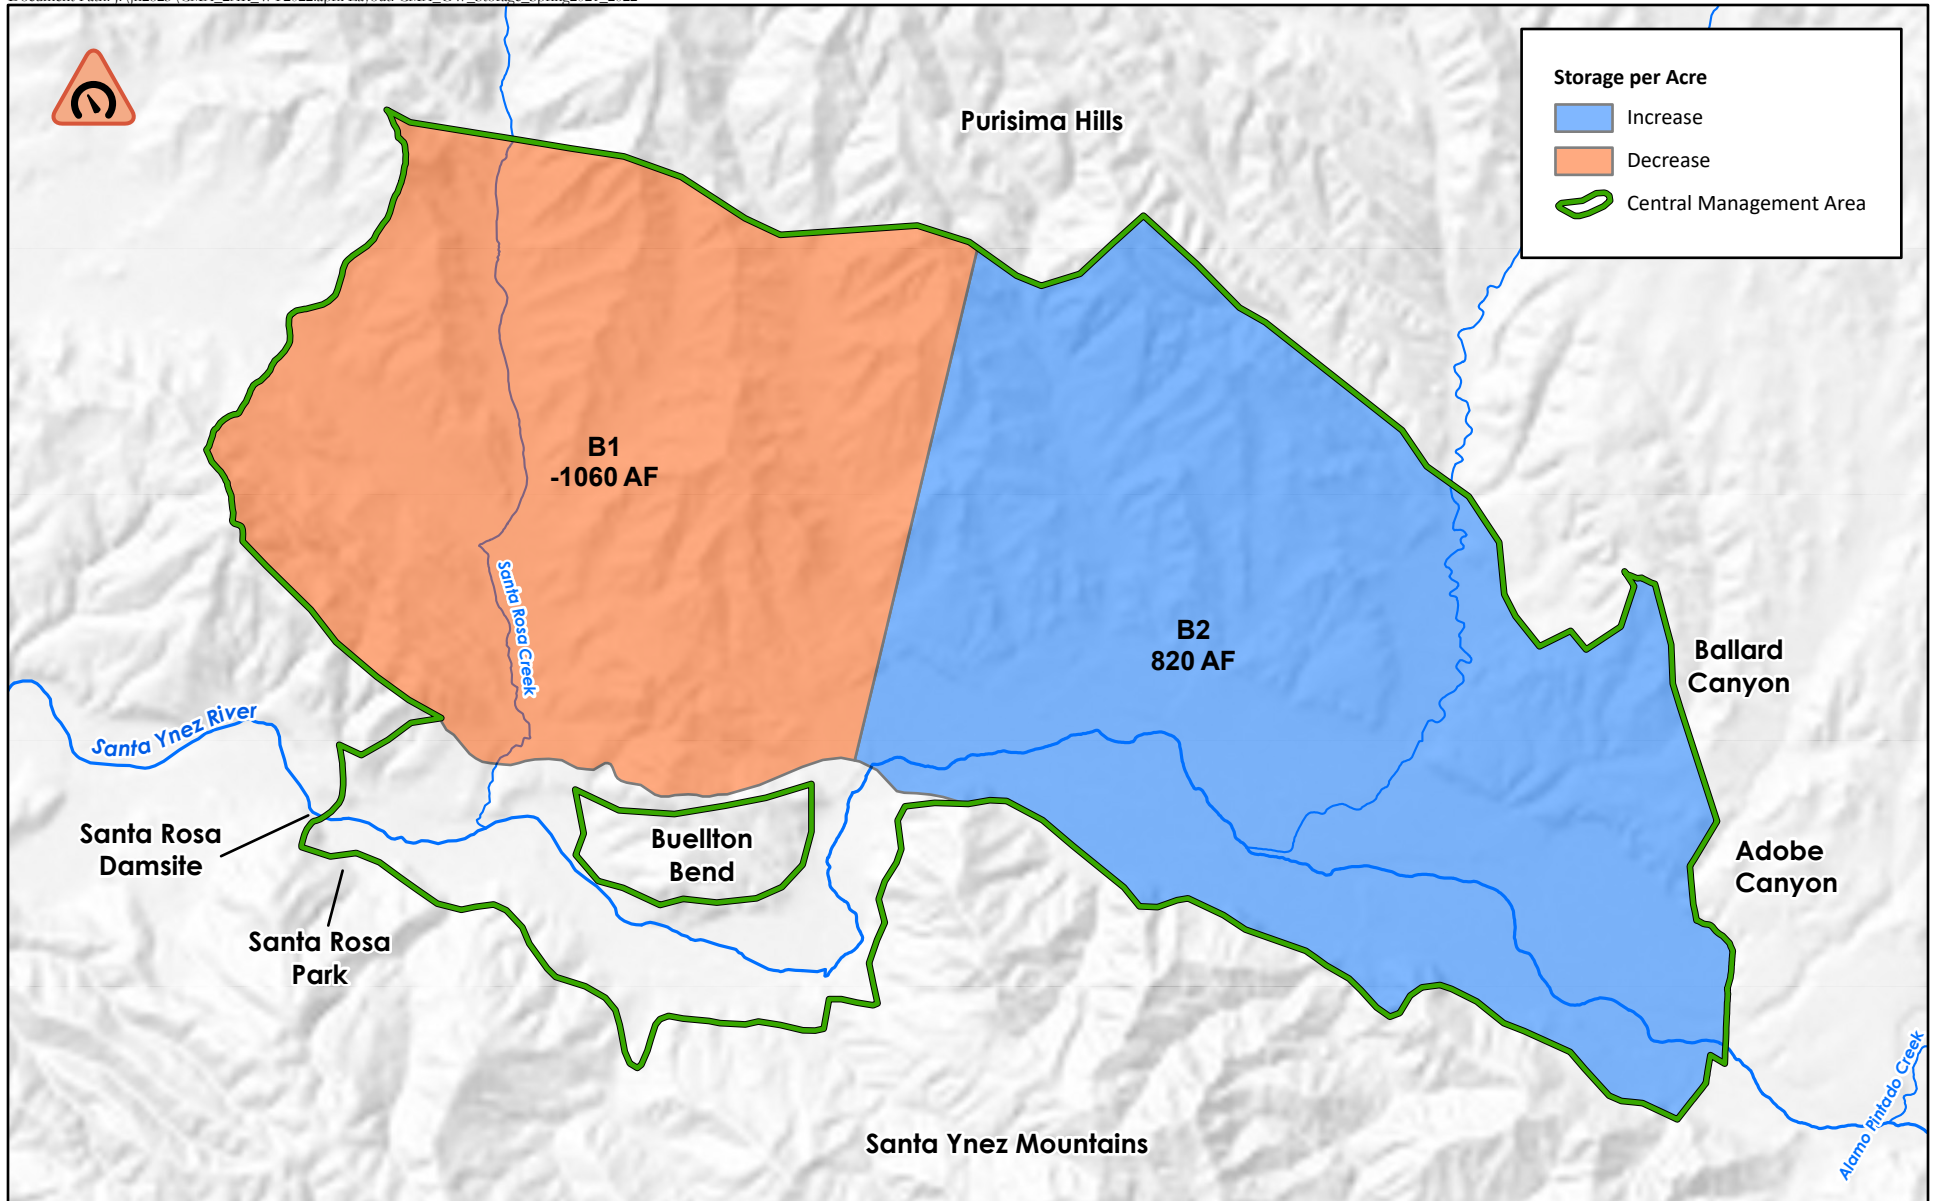 Purisima Hills
Storage per Acre
Increase
Decrease
Central Management Area
B1
-1060 AF
Santa Rosa Creek
B2
820 AF
Ballard
Canyon
Santa Ynez River
Santa Rosa
Damsite
Buellton
Bend
Adobe
Canyon
Santa Rosa
Park
Santa Ynez Mountains
Alamo Pintado Creek